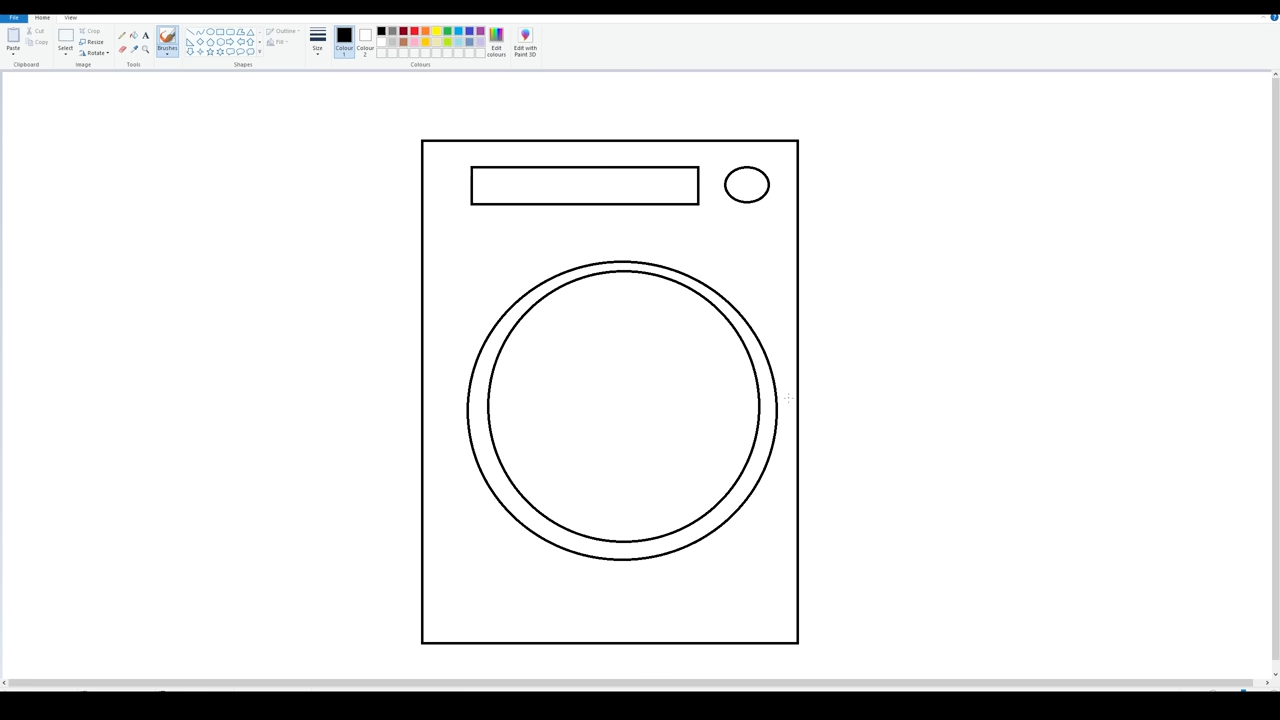 File Home View
Paste
Cut
Copy
Clipboard
Select
Crop
Resize
Rotate
Image
A
Tools
Brushes
Outline
Fill
Shapes
Size
Colour
1
Colour
2
Edit
colours
Colours
Edit with
Paint 3D